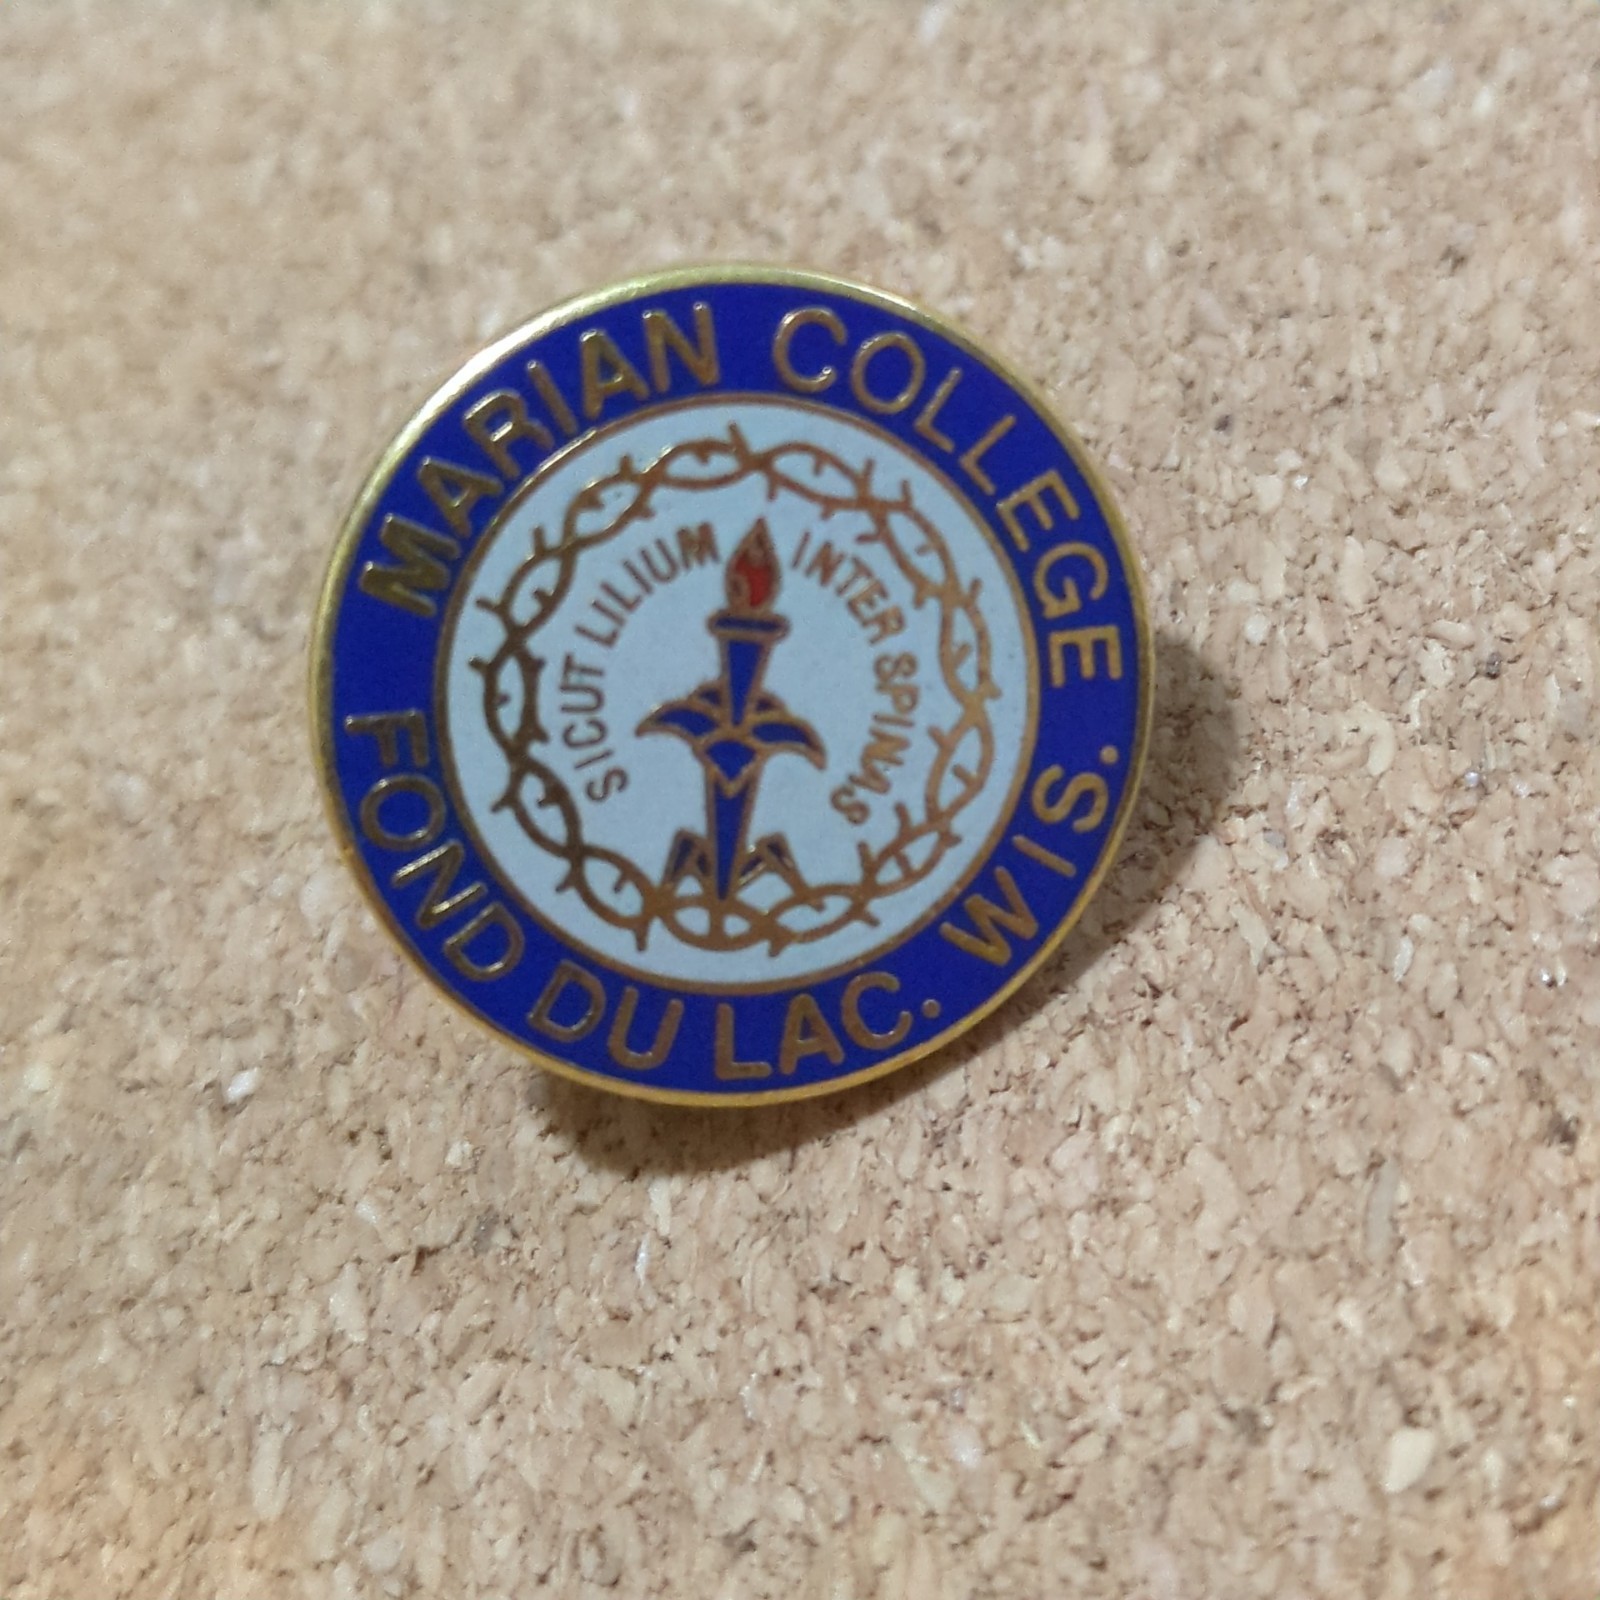 MARIAN COLLEGE
FOND DU LAC. WIS.
SICUT LILIUM INTER SPINAS